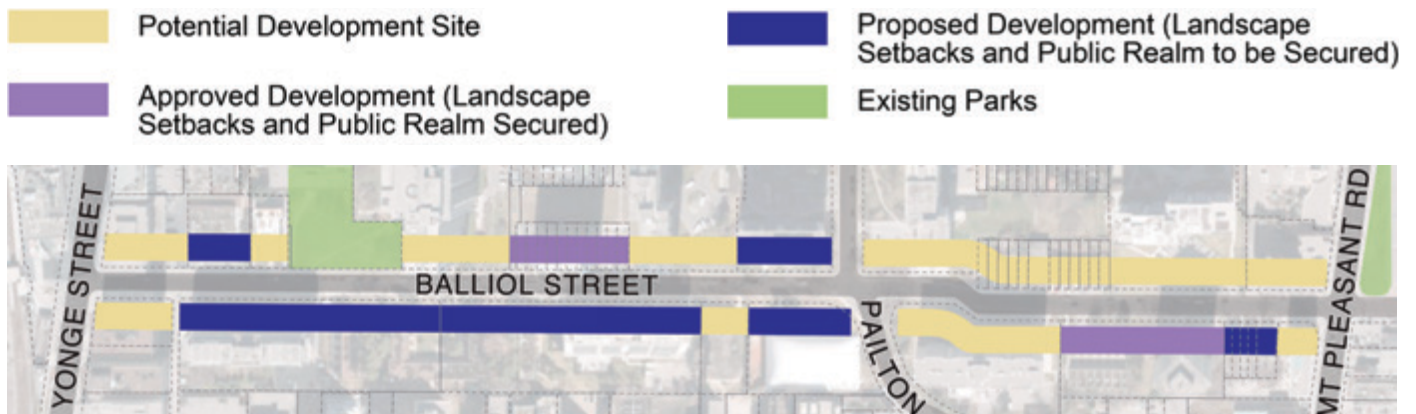 Potential Development Site
Approved Development (Landscape
Setbacks and Public Realm Secured)
Proposed Development (Landscape
Setbacks and Public Realm to be Secured)
Existing Parks
YONGE STREET
BALLIOL STREET
PAILTON
MT PLEASANT RD